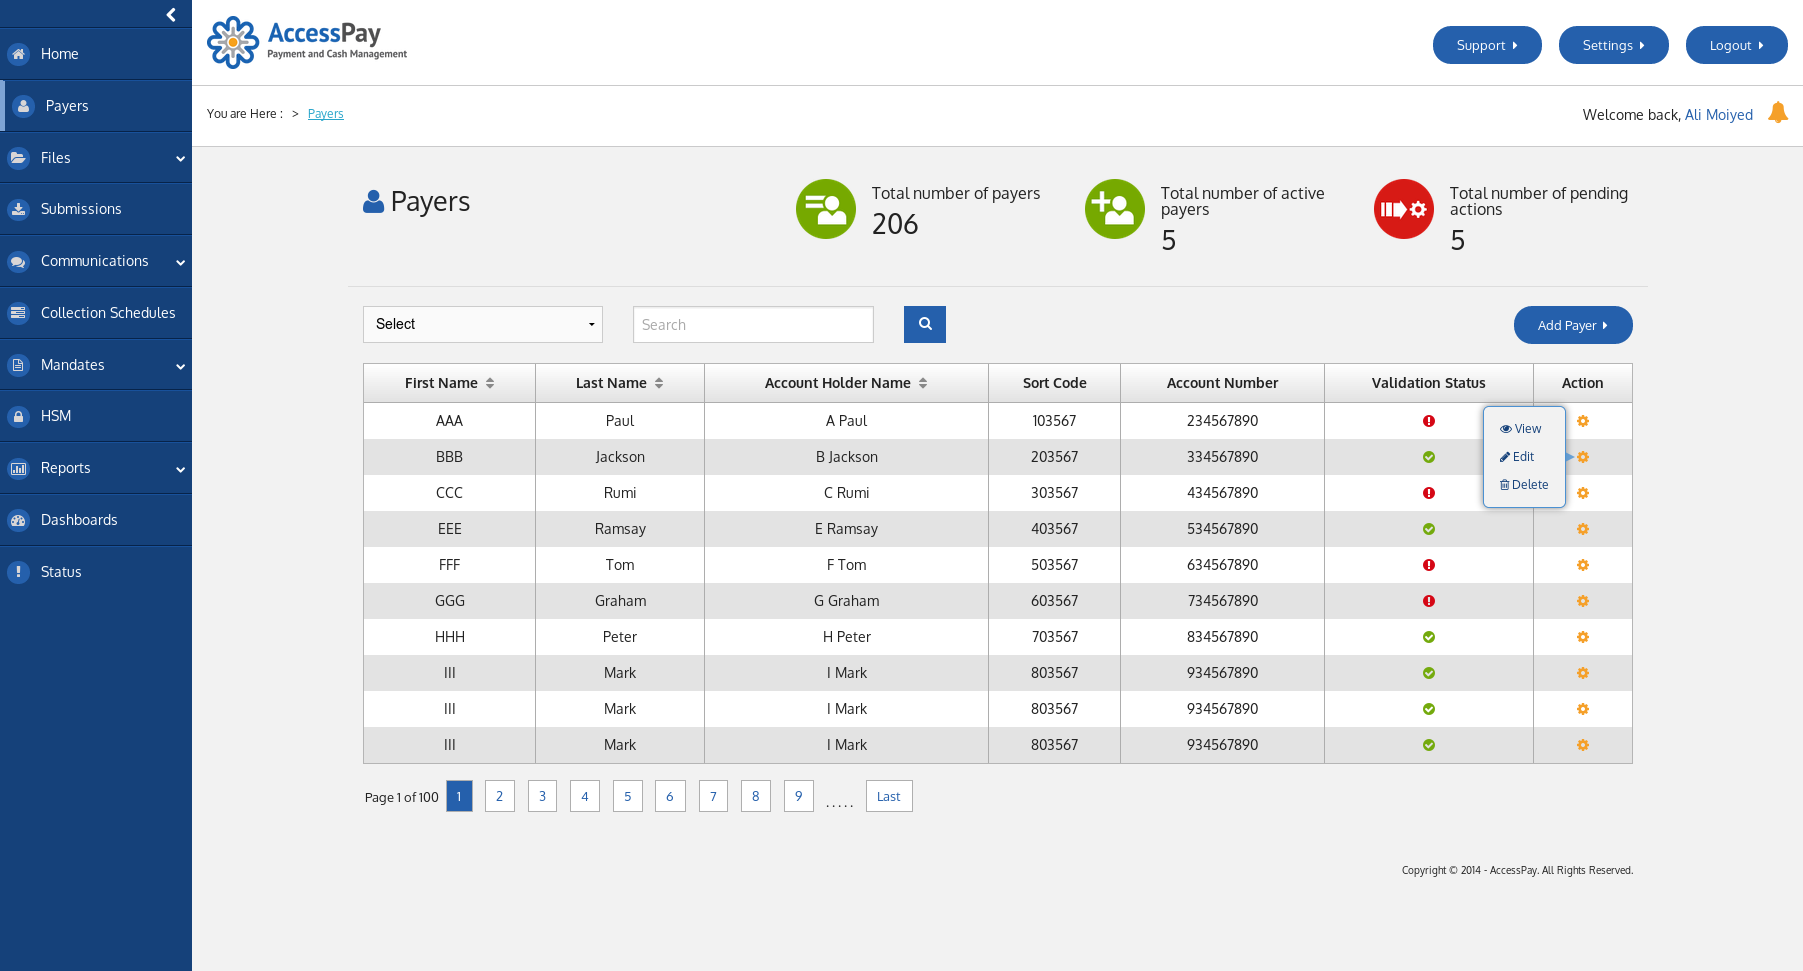 AccessPay
Payment and Cash Management
Support
Settings
Logout
Home
Payers
Files
Submissions
Communications
Collection Schedules
Mandates
HSM
Reports
Dashboards
Status
You are Here : > Payers
Welcome back, Ali Moiyed
Payers
Total number of payers
206
Total number of active
payers
5
Total number of pending
actions
5
Select
Search
Add Payer
First Name Last Name Account Holder Name Sort Code Account Number Validation Status Action
AAA Paul A Paul 103567 234567890
BBB Jackson B Jackson 203567 334567890
CCC Rumi C Rumi 303567 434567890
EEE Ramsay E Ramsay 403567 534567890
FFF Tom F Tom 503567 634567890
GGG Graham G Graham 603567 734567890
HHH Peter H Peter 703567 834567890
III Mark I Mark 803567 934567890
III Mark I Mark 803567 934567890
III Mark I Mark 803567 934567890
View
Edit
Delete
Page 1 of 100 1 2 3 4 5 6 7 8 9 ..... Last
Copyright © 2014 - AccessPay. All Rights Reserved.